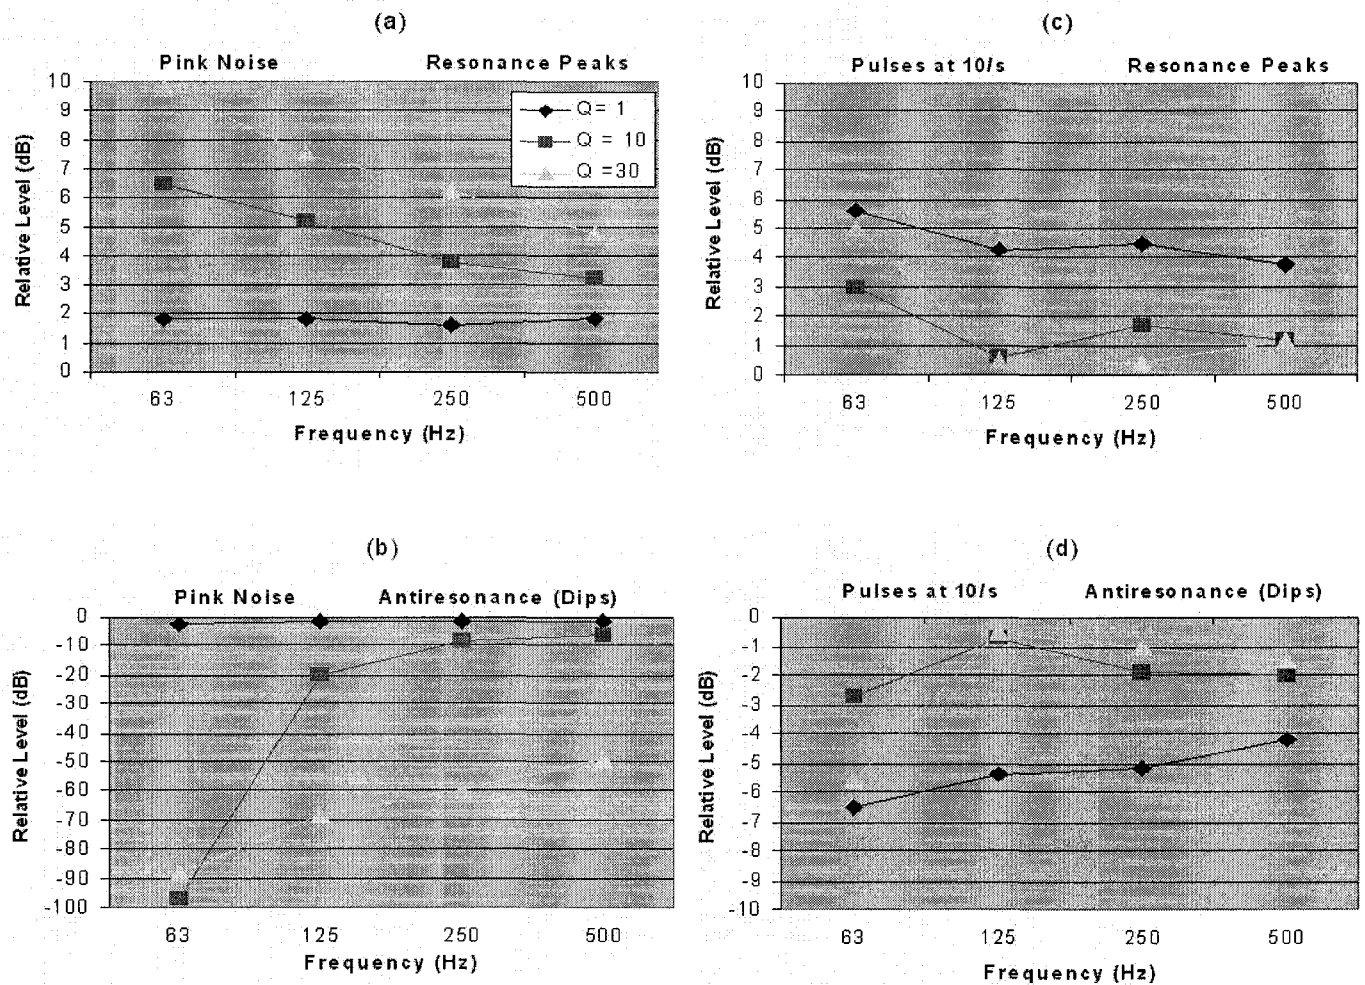 (a)
Pink Noise Resonance Peaks
10
9
8
7
6
5
4
3
2
1
0
Relative Level (dB)
Q = 1
Q = 10
Q =30
63 125 250 500
Frequency (Hz)
(c)
Pulses at 10/s Resonance Peaks
10
9
8
7
6
5
4
3
2
1
0
Relative Level (dB)
63 125 250 500
Frequency (Hz)
(b)
Pink Noise Antiresonance (Dips)
0
-10
-20
-30
-40
-50
-60
-70
-80
-90
-100
Relative Level (dB)
63 125 250 500
Frequency (Hz)
(d)
Pulses at 10/s Antiresonance (Dips)
0
-1
-2
-3
-4
-5
-6
-7
-8
-9
-10
Relative Level (dB)
63 125 250 500
Frequency (Hz)